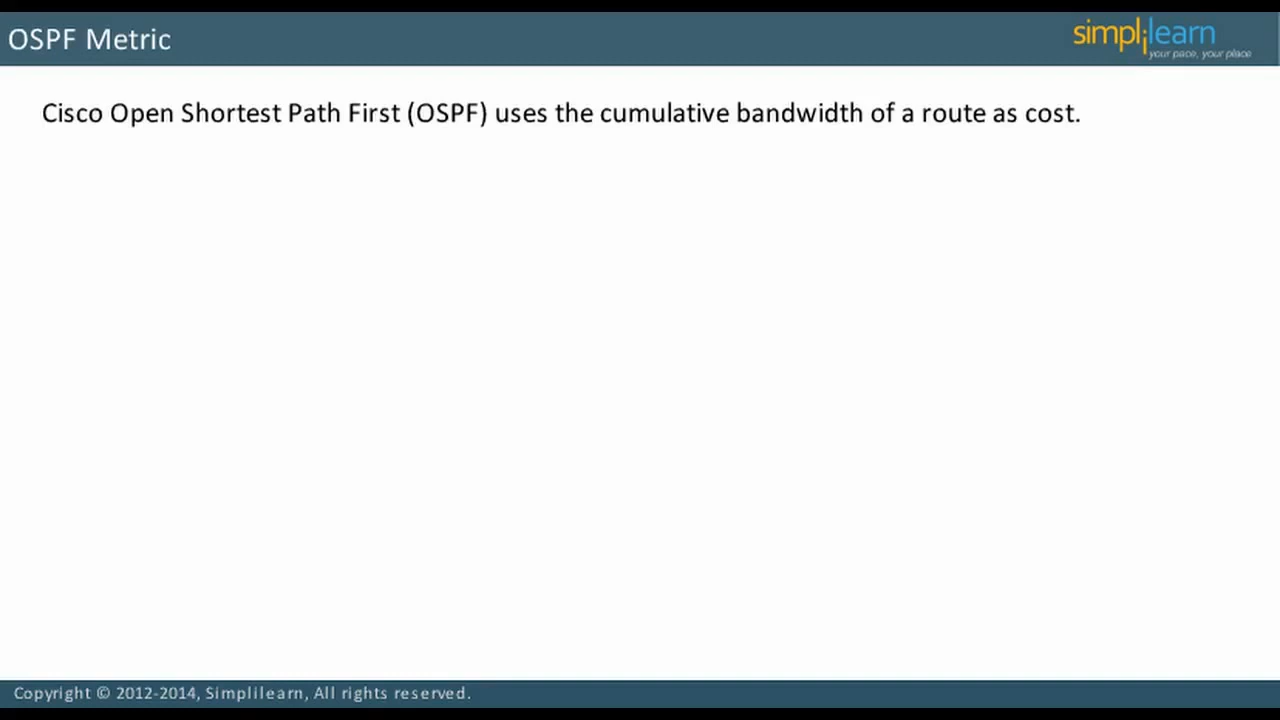 OSPF Metric
simplilearn
your pace, your place
Cisco Open Shortest Path First (OSPF) uses the cumulative bandwidth of a route as cost.
Copyright © 2012-2014, Simplilearn, All rights reserved.